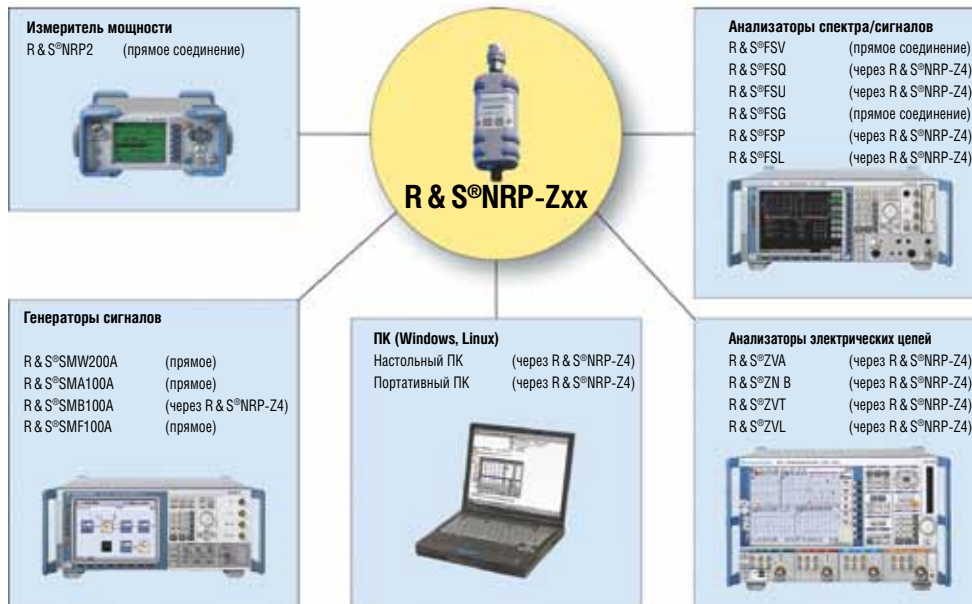 Измеритель мощности
R & S®NRP2 (прямое соединение)
R & S®NRP-Zxx
Анализаторы спектра/сигналов
R & S®FSV (прямое соединение)
R & S®FSQ (через R & S®NRP-Z4)
R & S®FSU (через R & S®NRP-Z4)
R & S®FSG (прямое соединение)
R & S®FSP (через R & S®NRP-Z4)
R & S®FSL (через R & S®NRP-Z4)
Генераторы сигналов
R & S®SMW200A (прямое)
R & S®SMA100A (прямое)
R & S®SMB100A (через R & S®NRP-Z4)
R & S®SMF100A (прямое)
ПК (Windows, Linux)
Настольный ПК (через R & S®NRP-Z4)
Портативный ПК (через R & S®NRP-Z4)
Анализаторы электрических цепей
R & S®ZVA (через R & S®NRP-Z4)
R & S®ZN B (через R & S®NRP-Z4)
R & S®ZVT (через R & S®NRP-Z4)
R & S®ZVL (через R & S®NRP-Z4)